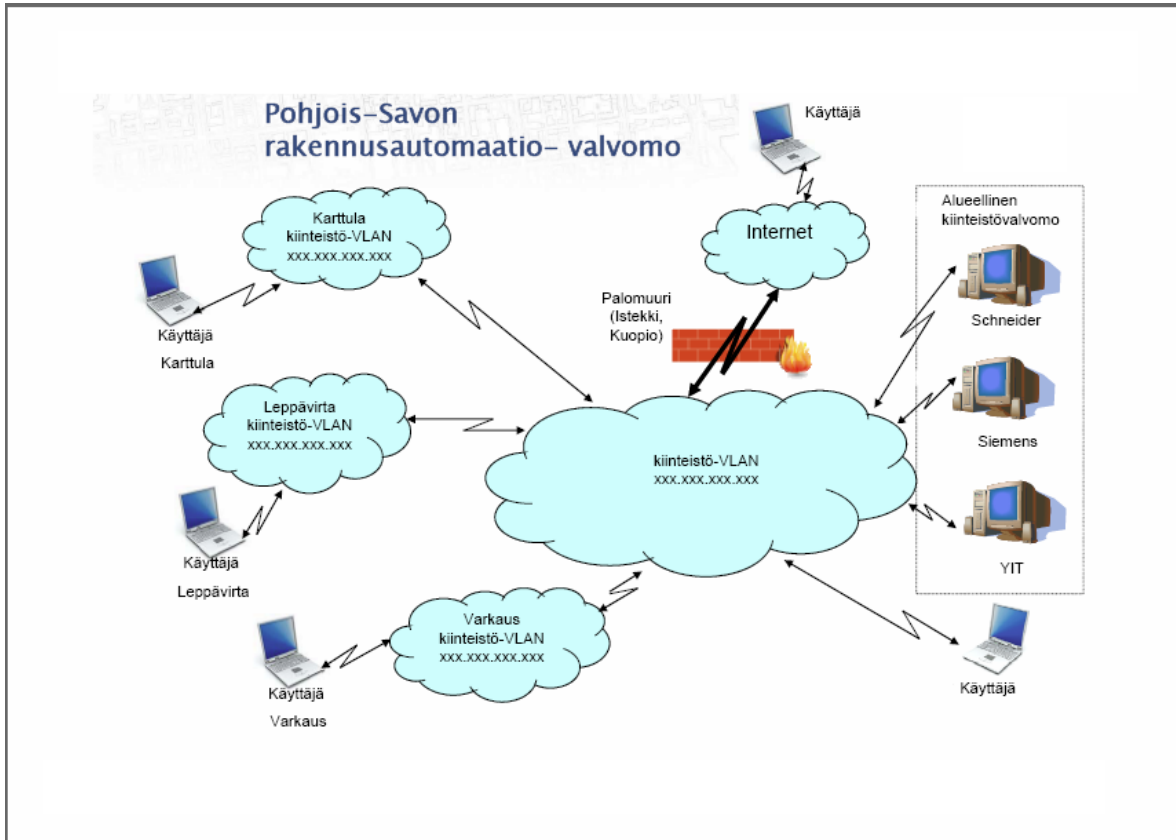 Pohjois-Savon
rakennusautomaatio- valvomo
Käyttäjä
Karttula
kiinteistö-VLAN
xxx.xxx.xxx.xxx
Internet
Alueellinen
kiinteistövalvomo
Palomuuri
(Istekki,
Kuopio)
Schneider
Käyttäjä
Karttula
Leppävirta
kiinteistö-VLAN
xxx.xxx.xxx.xxx
Siemens
kiinteistö-VLAN
xxx.xxx.xxx.xxx
Käyttäjä
Leppävirta
YIT
Varkaus
kiinteistö-VLAN
xxx.xxx.xxx.xxx
Käyttäjä
Varkaus
Käyttäjä